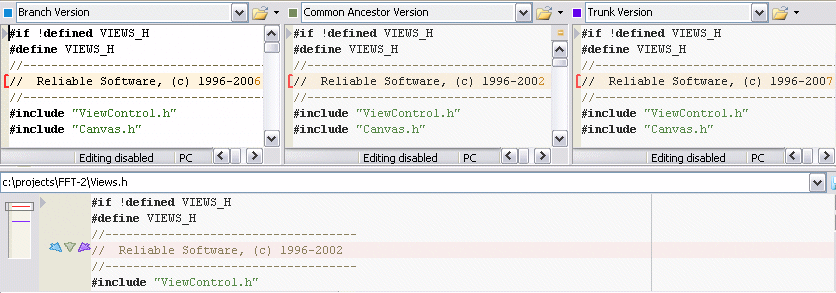 Branch Version
#if !defined VIEWS_H
#define VIEWS_H
//---------------------------------
//  Reliable Software, (c) 1996-2006
//---------------------------------
#include "ViewControl.h"
#include "Canvas.h"
Editing disabled PC
Common Ancestor Version
#if !defined VIEWS_H
#define VIEWS_H
//---------------------------------
//  Reliable Software, (c) 1996-2002
//---------------------------------
#include "ViewControl.h"
#include "Canvas.h"
Editing disabled PC
Trunk Version
#if !defined VIEWS_H
#define VIEWS_H
//---------------------------------
//  Reliable Software, (c) 1996-2007
//---------------------------------
#include "ViewControl.h"
#include "Canvas.h"
Editing disabled PC
c:\projects\FFT-2\Views.h
#if !defined VIEWS_H
#define VIEWS_H
//------------------------------------
//  Reliable Software, (c) 1996-2002
//------------------------------------
#include "ViewControl.h"